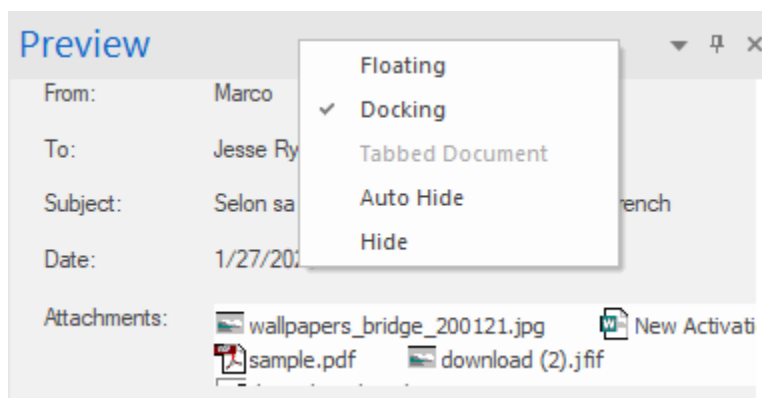 Preview
Floating
Docking
Tabbed Document
Auto Hide
Hide
From: Marco
To: Jesse Ry
Subject: Selon sa rench
Date: 1/27/202
Attachments: wallpapers_bridge_200121.jpg New Activati
sample.pdf download (2).jfif